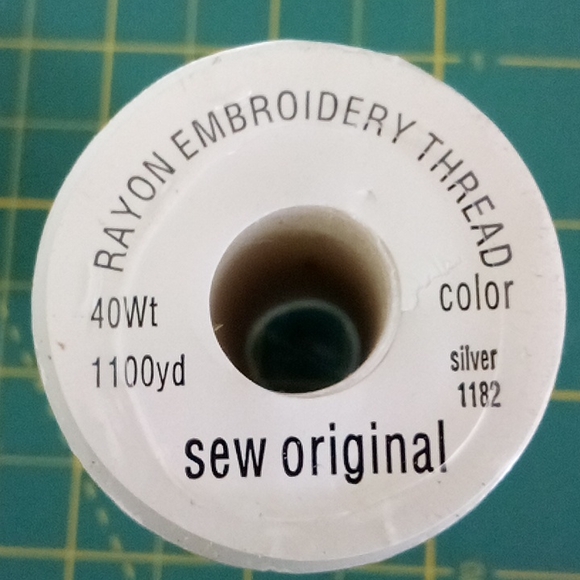 RAYON EMBROIDERY THREAD
40Wt
1100yd
color
silver
1182
sew original